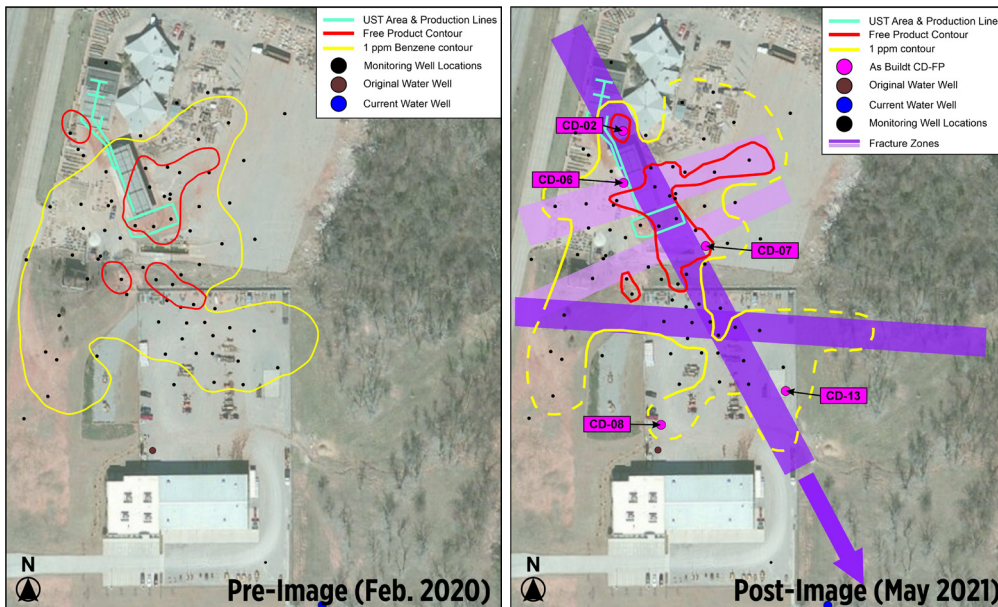 UST Area & Production Lines
Free Product Contour
1 ppm Benzene contour
Monitoring Well Locations
Original Water Well
Current Water Well
N
Pre-Image (Feb. 2020)
UST Area & Production Lines
Free Product Contour
1 ppm contour
As Buildt CD-FP
Original Water Well
Current Water Well
Monitoring Well Locations
Fracture Zones
CD-02
CD-06
CD-07
CD-13
CD-08
N
Post-Image (May 2021)